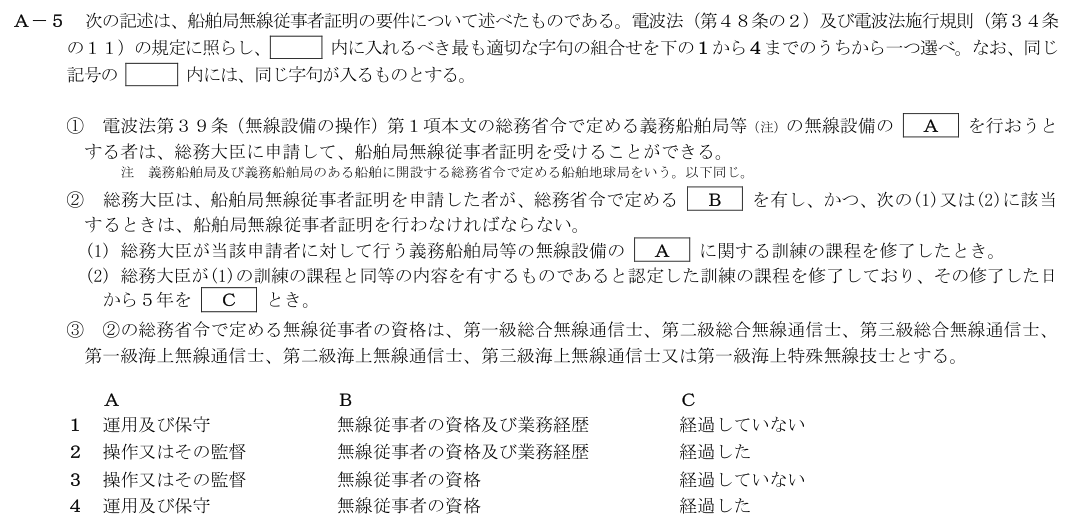 A－5　次の記述は、船舶局無線従事者証明の要件について述べたものである。電波法（第４８条の２）及び電波法施行規則（第３４条
の１１）の規定に照らし、　　　内に入れるべき最も適切な字句の組合せを下の1から4までのうちから一つ選べ。なお、同じ
記号の　　　内には、同じ字句が入るものとする。
①　電波法第３９条（無線設備の操作）第１項本文の総務省令で定める義務船舶局等（注）の無線設備の　A　を行おうと
する者は、総務大臣に申請して、船舶局無線従事者証明を受けることができる。
注　義務船舶局及び義務船舶局のある船舶に開設する総務省令で定める船舶地球局をいう。以下同じ。
②　総務大臣は、船舶局無線従事者証明を申請した者が、総務省令で定める　B　を有し、かつ、次の(1)又は(2)に該当
するときは、船舶局無線従事者証明を行わなければならない。
(1) 総務大臣が当該申請者に対して行う義務船舶局等の無線設備の　A　に関する訓練の課程を修了したとき。
(2) 総務大臣が(1)の訓練の課程と同等の内容を有するものであると認定した訓練の課程を修了しており、その修了した日
から５年を　C　とき。
③　②の総務省令で定める無線従事者の資格は、第一級総合無線通信士、第二級総合無線通信士、第三級総合無線通信士、
第一級海上無線通信士、第二級海上無線通信士、第三級海上無線通信士又は第一級海上特殊無線技士とする。
A　B　C
1　運用及び保守　無線従事者の資格及び業務経歴　経過していない
2　操作又はその監督　無線従事者の資格及び業務経歴　経過した
3　操作又はその監督　無線従事者の資格　経過していない
4　運用及び保守　無線従事者の資格　経過した